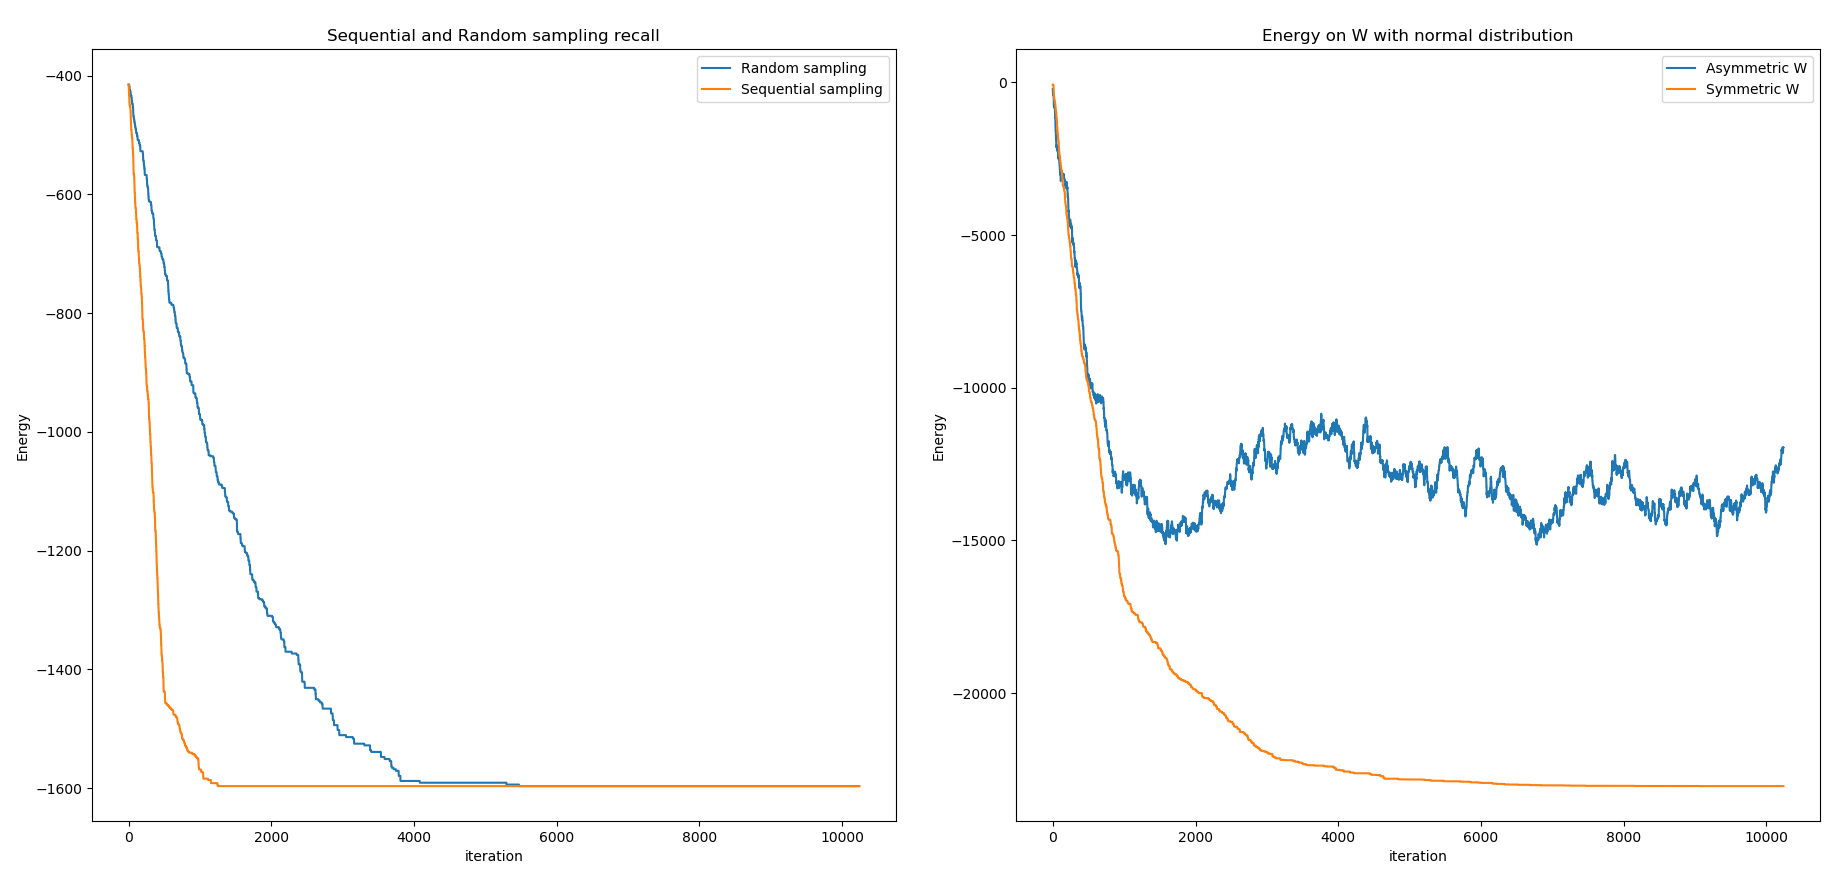 Sequential and Random sampling recall
Random sampling
Sequential sampling
−400
−600
−800
−1000
−1200
−1400
−1600
Energy
0 2000 4000 6000 8000 10000
iteration
Energy on W with normal distribution
Asymmetric W
Symmetric W
0
−5000
−10000
−15000
−20000
Energy
0 2000 4000 6000 8000 10000
iteration